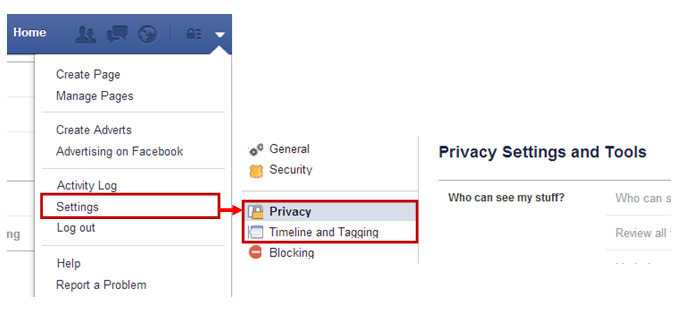 Home
Create Page
Manage Pages
Create Adverts
Advertising on Facebook
Activity Log
Settings
Log out
Help
Report a Problem
ng
General
Security
Privacy
Timeline and Tagging
Blocking
Privacy Settings and Tools
Who can see my stuff?
Who can s
Review all